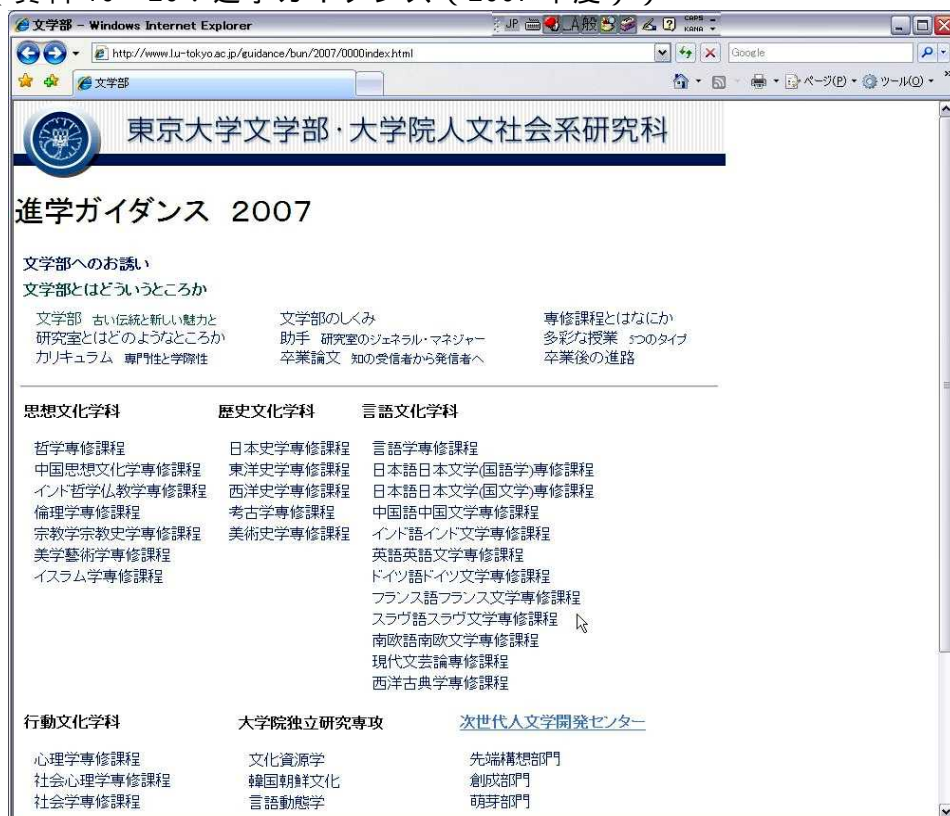 文学部 - Windows Internet Explorer
JP A般 CAPS KANA
http://www.l.u-tokyo.ac.jp/guidance/bun/2007/0000index.html Google
文学部 ページ(P) ツール(O)
東京大学文学部・大学院人文社会系研究科
進学ガイダンス 2007
文学部へのお誘い
文学部とはどういうところか
文学部 古い伝統と新しい魅力と 文学部のしくみ 専修課程とはなにか
研究室とはどのようなところか 助手 研究室のジェネラル・マネジャー 多彩な授業 5つのタイプ
カリキュラム 専門性と学際性 卒業論文 知の受信者から発信者へ 卒業後の進路
思想文化学科 歴史文化学科 言語文化学科
哲学専修課程 日本史学専修課程 言語学専修課程
中国思想文化学専修課程 東洋史学専修課程 日本語日本文学(国語学)専修課程
インド哲学仏教学専修課程 西洋史学専修課程 日本語日本文学(国文学)専修課程
倫理学専修課程 考古学専修課程 中国語中国文学専修課程
宗教学宗教史学専修課程 美術史学専修課程 インド語インド文学専修課程
美学藝術学専修課程 英語英語文学専修課程
イスラム学専修課程 ドイツ語ドイツ文学専修課程
フランス語フランス文学専修課程
スラヴ語スラヴ文学専修課程
南欧語南欧文学専修課程
現代文芸論専修課程
西洋古典学専修課程
行動文化学科 大学院独立研究専攻 次世代人文学開発センター
心理学専修課程 文化資源学 先端構想部門
社会心理学専修課程 韓国朝鮮文化 創成部門
社会学専修課程 言語動態学 萌芽部門